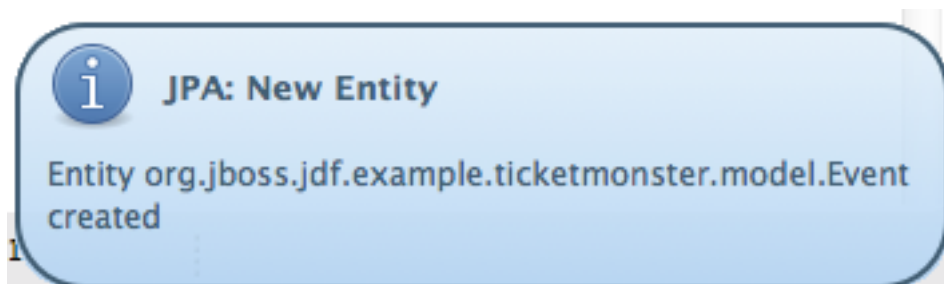 JPA: New Entity
Entity org.jboss.jdf.example.ticketmonster.model.Event
created